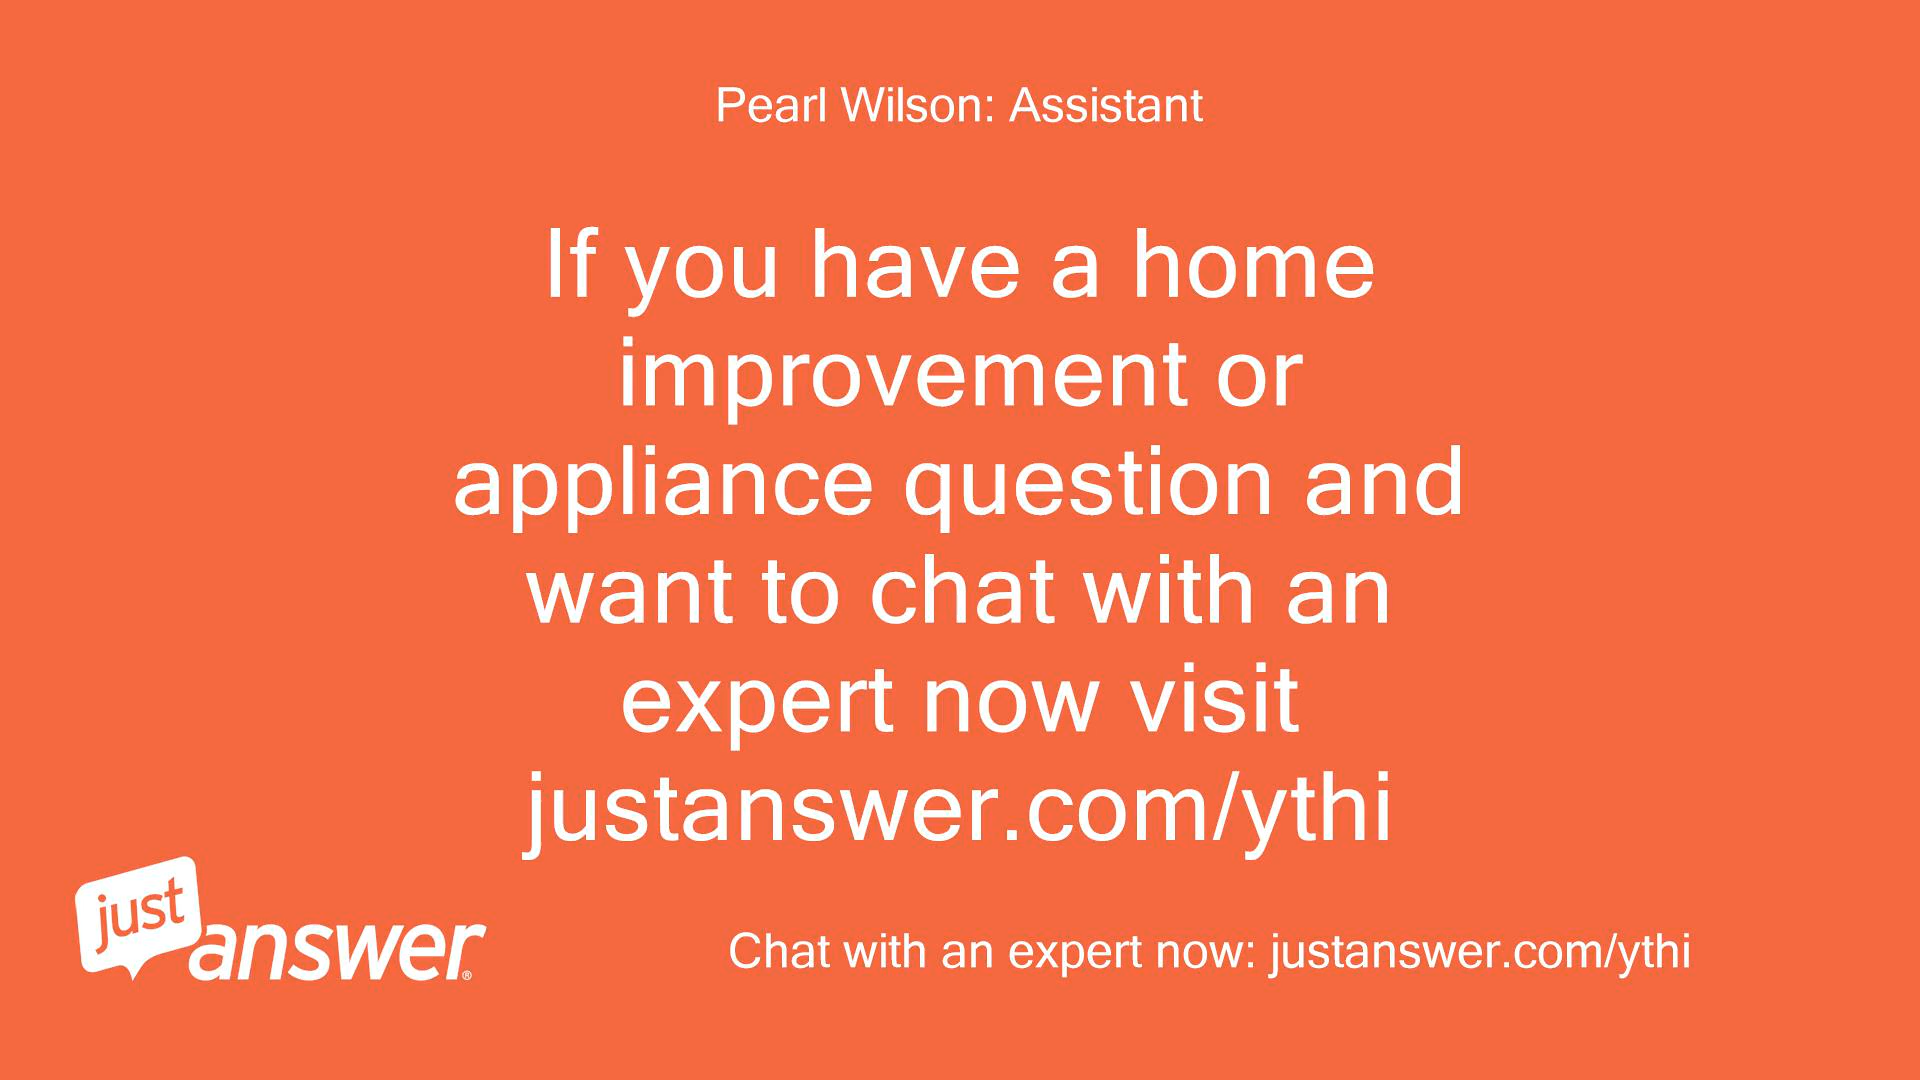 Pearl Wilson: Assistant
If you have a home
improvement or
appliance question and
want to chat with an
expert now visit
justanswer.com/ythi
just
answer®
Chat with an expert now: justanswer.com/ythi